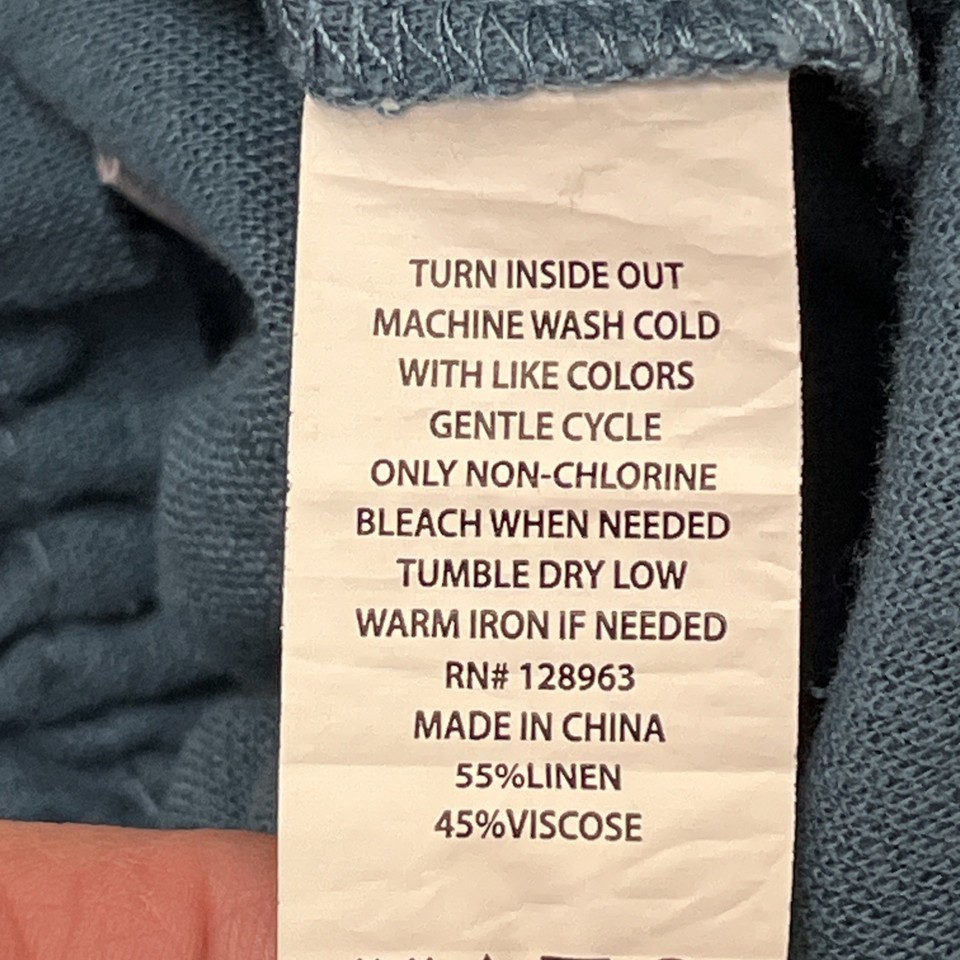 TURN INSIDE OUT
MACHINE WASH COLD
WITH LIKE COLORS
GENTLE CYCLE
ONLY NON-CHLORINE
BLEACH WHEN NEEDED
TUMBLE DRY LOW
WARM IRON IF NEEDED
RN# 128963
MADE IN CHINA
55%LINEN
45%VISCOSE